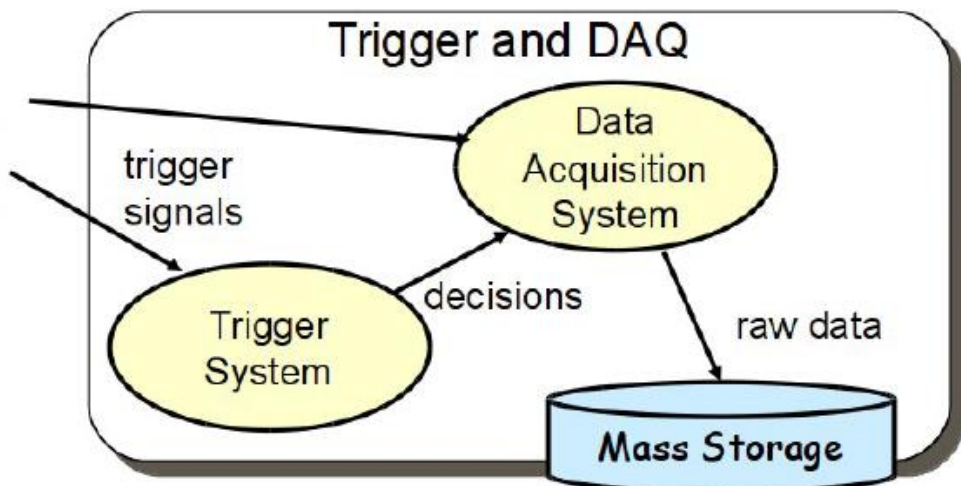 Trigger and DAQ
Data
Acquisition
System
trigger
signals
decisions
Trigger
System
raw data
Mass Storage